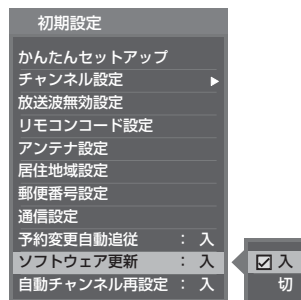 初期設定
かんたんセットアップ
チャンネル設定
放送波無効設定
リモコンコード設定
アンテナ設定
居住地域設定
郵便番号設定
通信設定
予約変更自動追従 : 入
ソフトウェア更新 : 入
自動チャンネル再設定 : 入
入
切